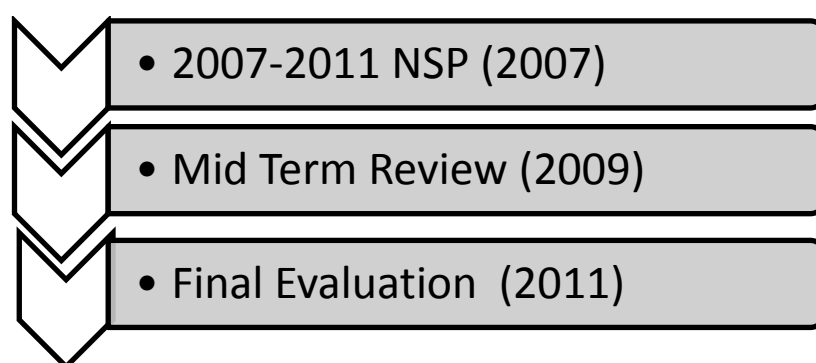 • 2007-2011 NSP (2007)
• Mid Term Review (2009)
• Final Evaluation (2011)